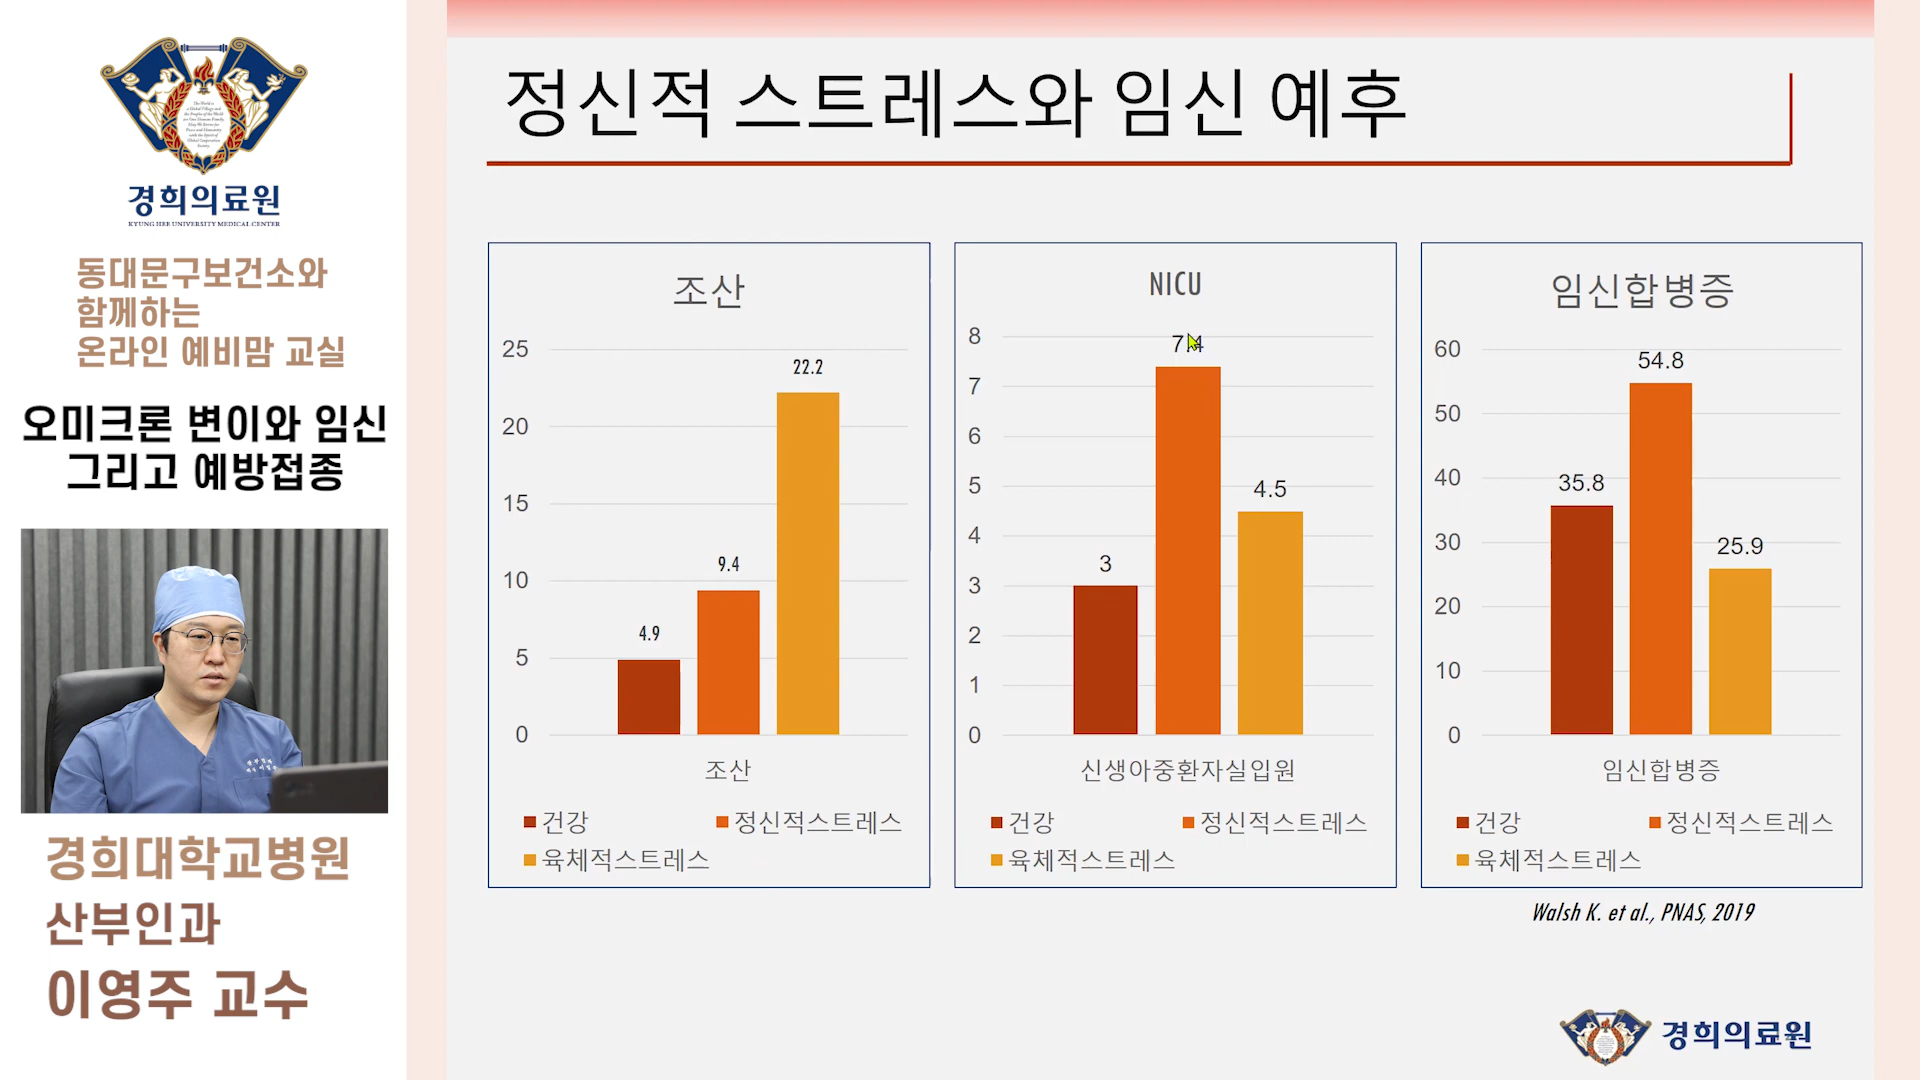 경희의료원
KYUNG HEE UNIVERSITY MEDICAL CENTER
동대문구보건소와
함께하는
온라인 예비맘 교실
오미크론 변이와 임신
그리고 예방접종
경희대학교병원
산부인과
이영주 교수
정신적 스트레스와 임신 예후
조산
25
20
15
10
5
0
4.9
9.4
22.2
조산
건강
정신적스트레스
육체적스트레스
NICU
8
7
6
5
4
3
2
1
0
3
7.4
4.5
신생아중환자실입원
건강
정신적스트레스
육체적스트레스
임신합병증
60
50
40
30
20
10
0
35.8
54.8
25.9
임신합병증
건강
정신적스트레스
육체적스트레스
Walsh K. et al., PNAS, 2019
경희의료원